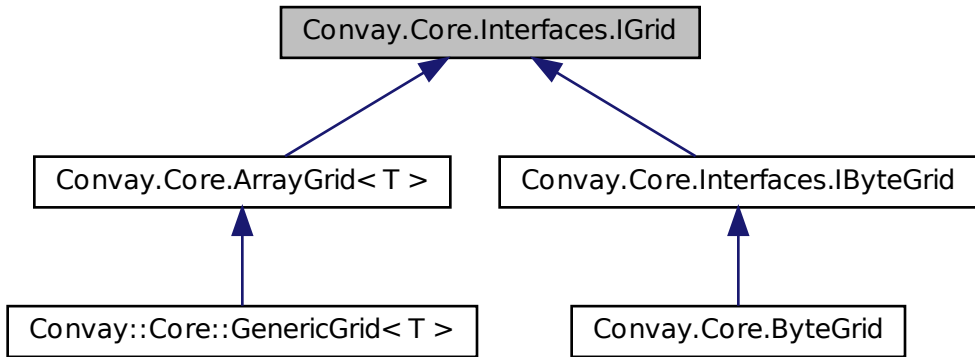 Convay.Core.Interfaces.IGrid
Convay.Core.ArrayGrid< T >
Convay.Core.Interfaces.IByteGrid
Convay::Core::GenericGrid< T >
Convay.Core.ByteGrid